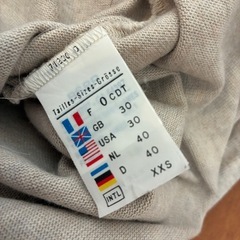 Tailles-Sizes-Grösse
F 0 CDT
GB 30
USA 30
NL 40
D 40
INTL XXS